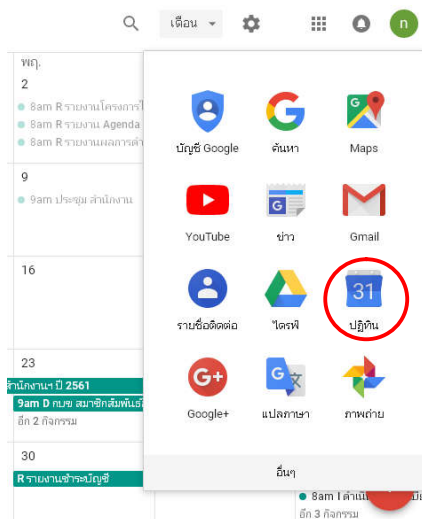 เดือน
n
พฤ.
2
8am R รายงานโครงการใ
8am R รายงาน Agenda
8am R รายงานผลการดำ
9
9am ประชุม สำนักงาน
16
23
สำนักงานฯ ปี 2561
9am D กบข สมาชิกสัมพันธ์
อีก 2 กิจกรรม
30
R รายงานชำระบัญชี
บัญชี Google
ค้นหา
Maps
YouTube
ข่าว
Gmail
รายชื่อติดต่อ
ไดรฟ์
31
ปฏิทิน
G+
Google+
แปลภาษา
ภาพถ่าย
อื่นๆ
8am I ดำเนิ
อีก 3 กิจกรรม